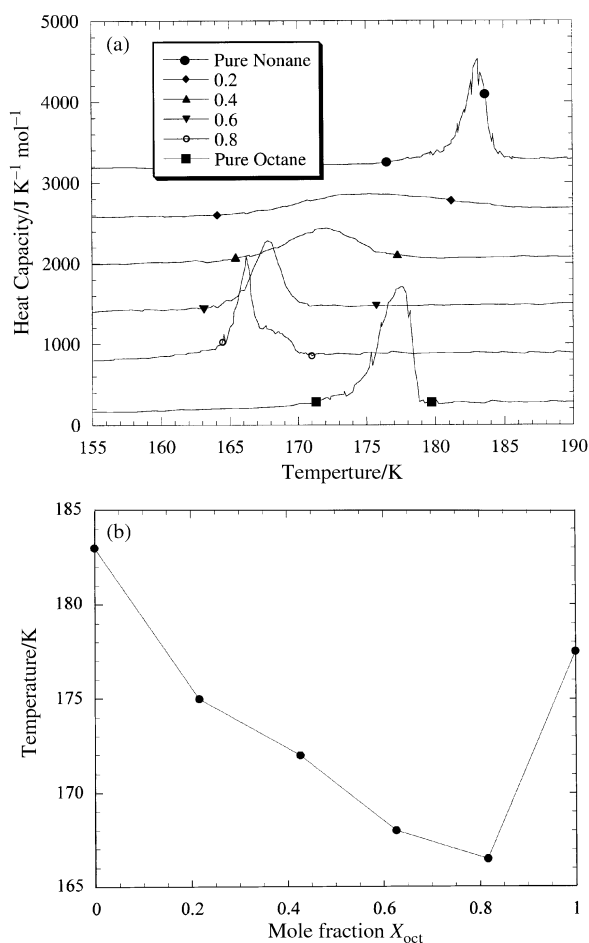 5000
(a)
Pure Nonane
0.2
0.4
0.6
0.8
Pure Octane
4000
3000
2000
1000
0
Heat Capacity/J K⁻¹ mol⁻¹
155 160 165 170 175 180 185 190
Temperture/K
185
(b)
180
175
170
165
Temperature/K
0 0.2 0.4 0.6 0.8 1
Mole fraction Xoct